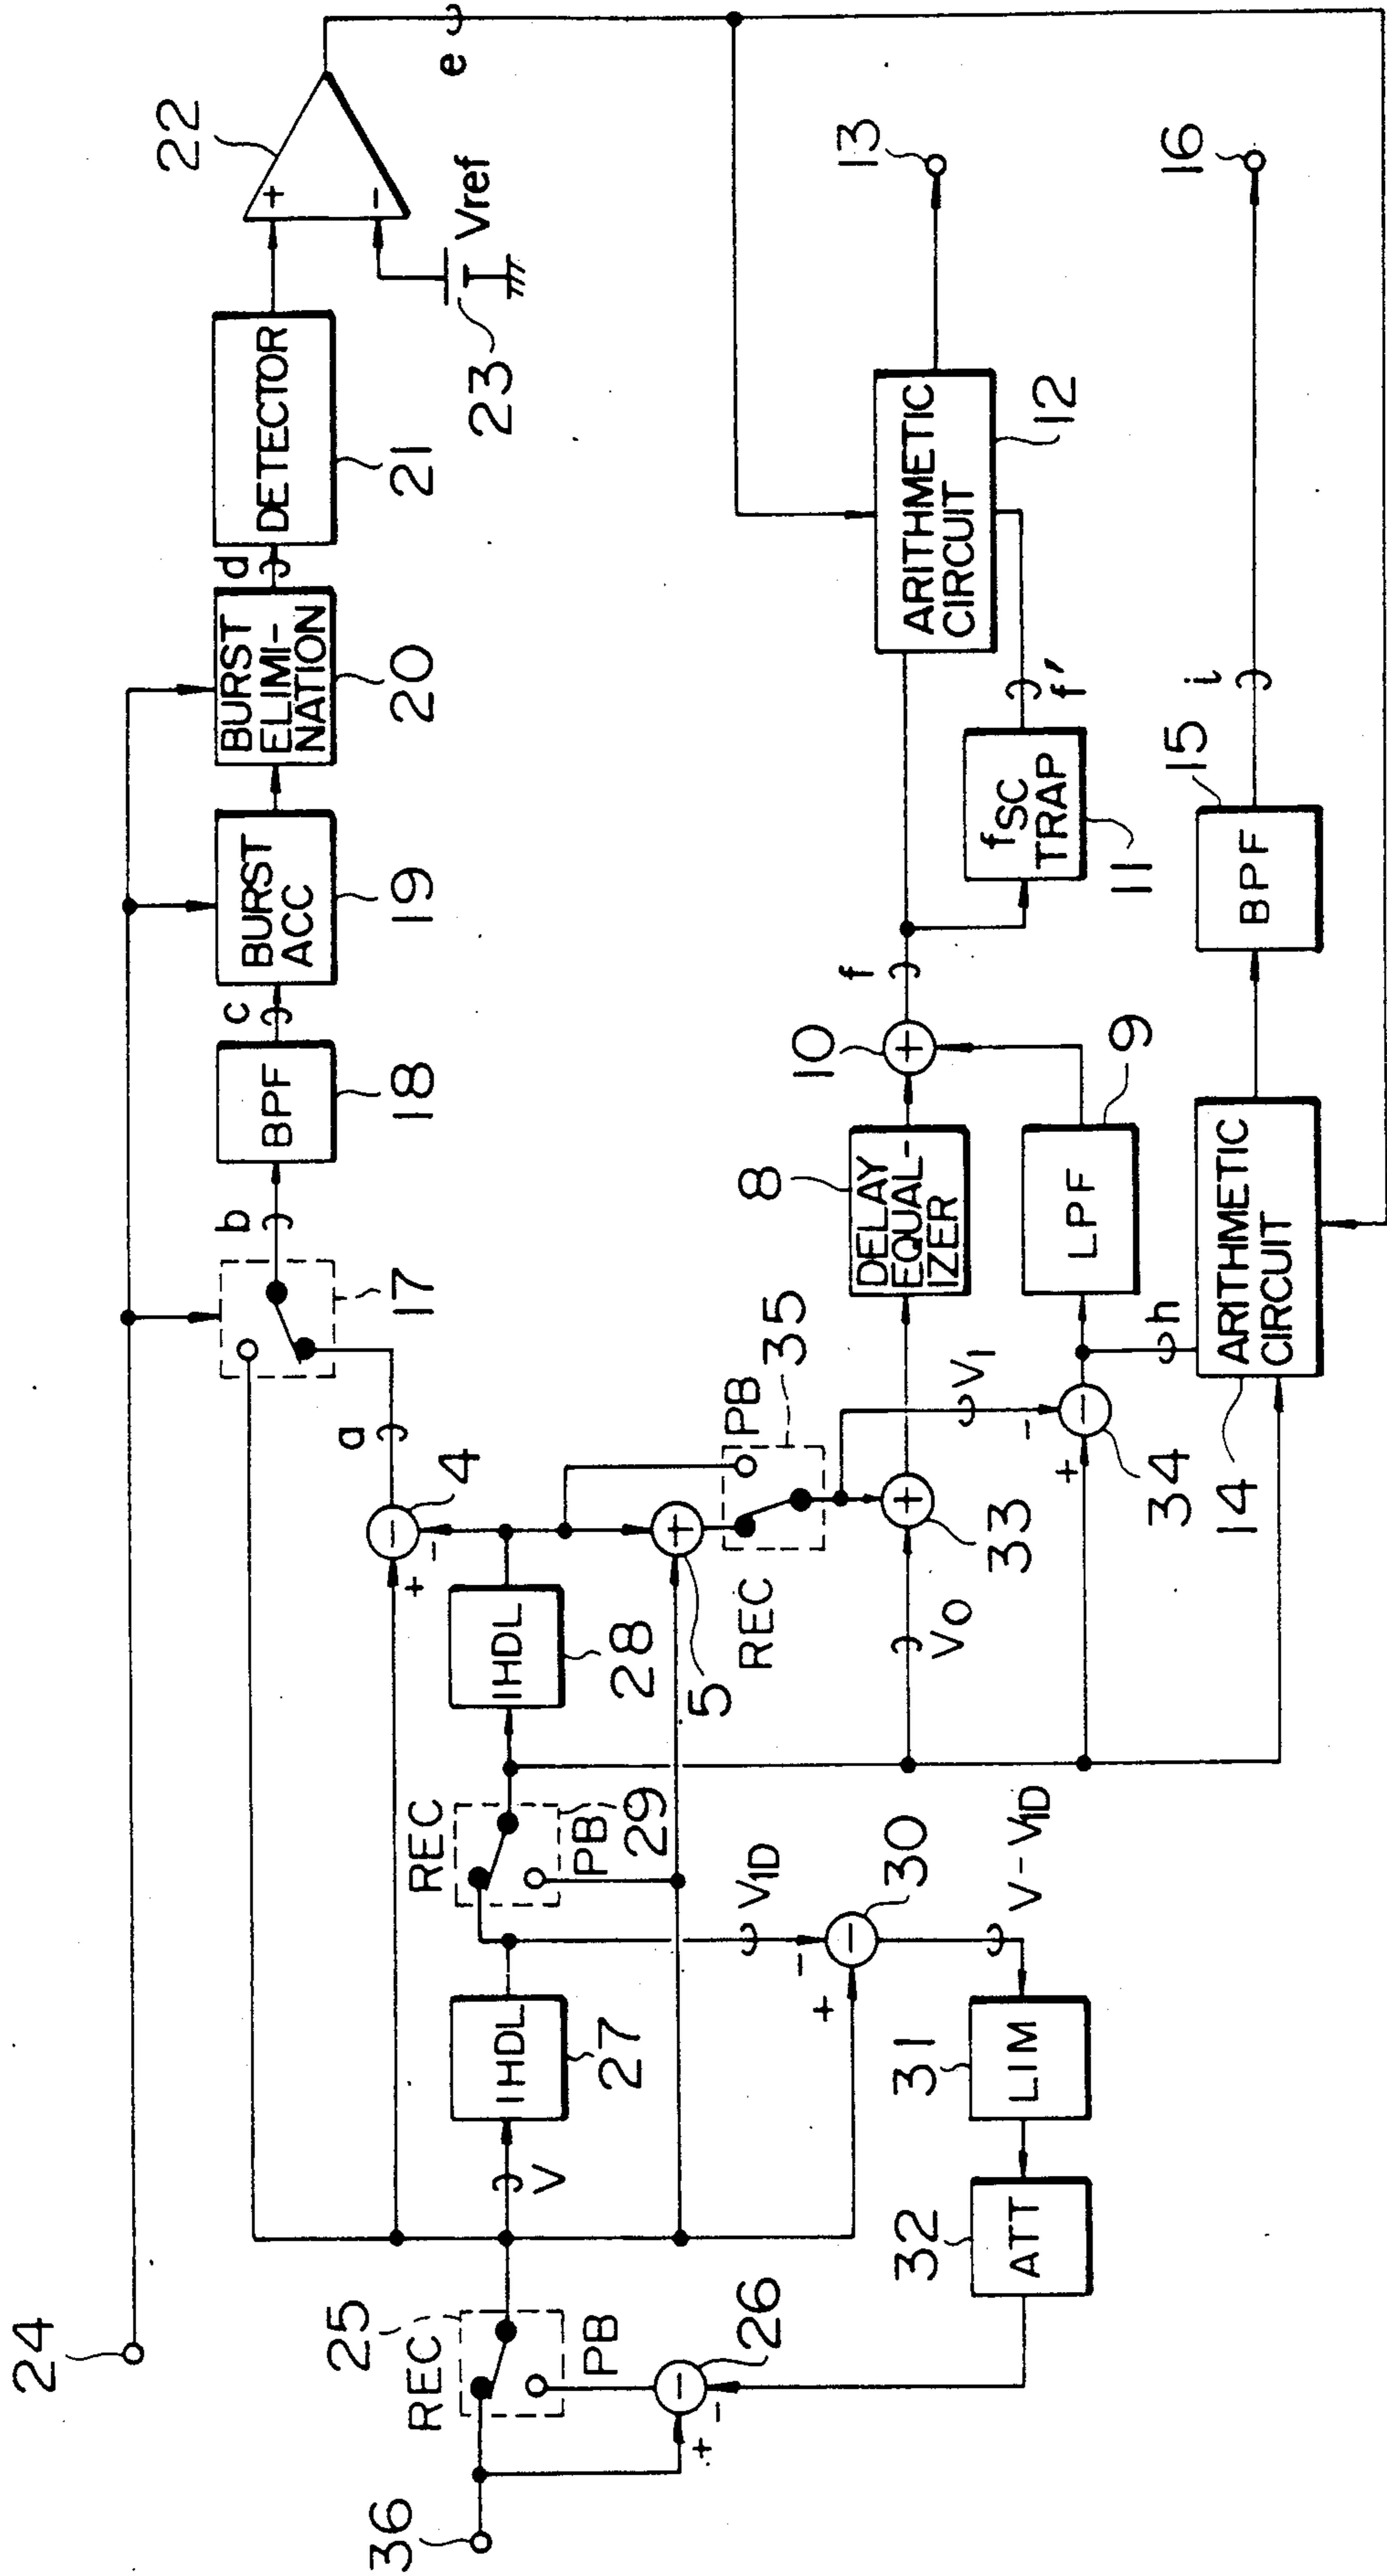 24
36
25
REC
PB
26
+
-
V
IHDL
27
32
ATT
31
LIM
V-V1D
30
+
-
V1D
REC
PB
29
IHDL
28
+
-
4
a
5
+
REC
PB
35
VO
33
+
V1
+
-
34
h
14
ARITHMETIC
CIRCUIT
17
b
BPF
18
c
BURST
ACC
19
BURST
ELIMI-
NATION
20
d
DETECTOR
21
22
+
-
Vref
23
e
8
DELAY
EQUAL-
IZER
LPF
9
10
+
f
fSC
TRAP
11
f'
ARITHMETIC
CIRCUIT
12
13
BPF
15
i
16